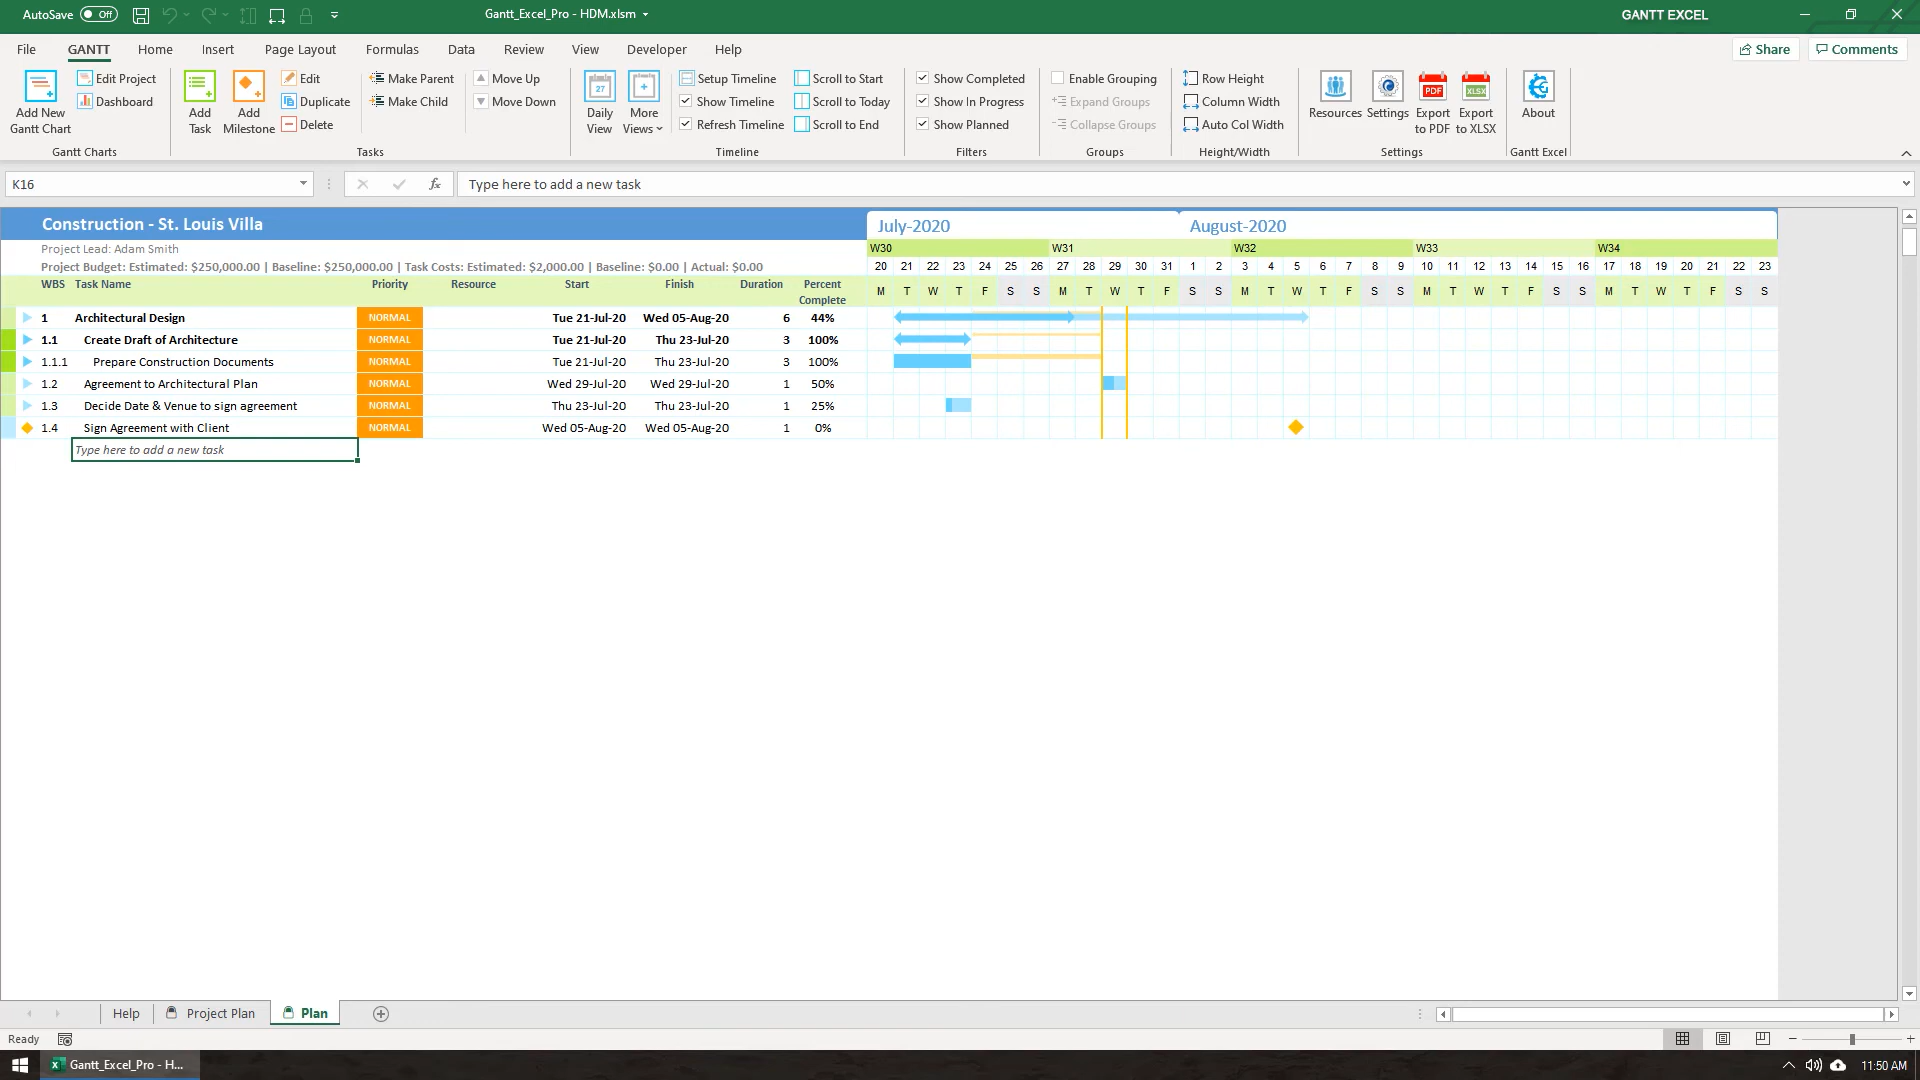 AutoSave Off Gantt_Excel_Pro - HDM.xlsm GANTT EXCEL
File GANTT Home Insert Page Layout Formulas Data Review View Developer Help Share Comments
Add New Gantt Chart
Edit Project
Dashboard
Gantt Charts
Add Task
Add Milestone
Edit
Duplicate
Delete
Make Parent
Make Child
Move Up
Move Down
Tasks
27
Daily View
More Views
Setup Timeline
Show Timeline
Refresh Timeline
Scroll to Start
Scroll to Today
Scroll to End
Timeline
Show Completed
Show In Progress
Show Planned
Filters
Enable Grouping
Expand Groups
Collapse Groups
Groups
Row Height
Column Width
Auto Col Width
Height/Width
Resources
Settings
PDF
Export to PDF
XLSX
Export to XLSX
Settings
About
Gantt Excel
K16 fx Type here to add a new task
Construction - St. Louis Villa July-2020 August-2020
Project Lead: Adam Smith W30 W31 W32 W33 W34
Project Budget: Estimated: $250,000.00 | Baseline: $250,000.00 | Task Costs: Estimated: $2,000.00 | Baseline: $0.00 | Actual: $0.00 20 21 22 23 24 25 26 27 28 29 30 31 1 2 3 4 5 6 7 8 9 10 11 12 13 14 15 16 17 18 19 20 21 22 23
WBS Task Name Priority Resource Start Finish Duration Percent Complete M T W T F S S M T W T F S S M T W T F S S M T W T F S S M T W T F S S
1 Architectural Design NORMAL Tue 21-Jul-20 Wed 05-Aug-20 6 44%
1.1 Create Draft of Architecture NORMAL Tue 21-Jul-20 Thu 23-Jul-20 3 100%
1.1.1 Prepare Construction Documents NORMAL Tue 21-Jul-20 Thu 23-Jul-20 3 100%
1.2 Agreement to Architectural Plan NORMAL Wed 29-Jul-20 Wed 29-Jul-20 1 50%
1.3 Decide Date & Venue to sign agreement NORMAL Thu 23-Jul-20 Thu 23-Jul-20 1 25%
1.4 Sign Agreement with Client NORMAL Wed 05-Aug-20 Wed 05-Aug-20 1 0%
Type here to add a new task
Help Project Plan Plan
Ready
Gantt_Excel_Pro - H... 11:50 AM